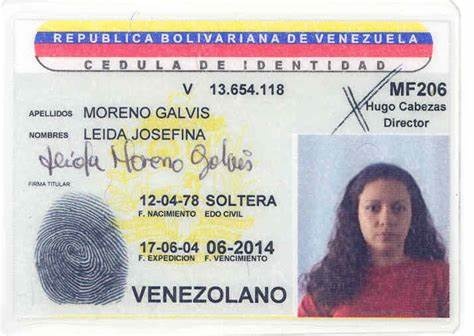 REPUBLICA BOLIVARIANA DE VENEZUELA
CEDULA DE IDENTIDAD
V 13.654.118
MF206
Hugo Cabezas
Director
APELLIDOS MORENO GALVIS
NOMBRES LEIDA JOSEFINA
Leida Moreno Galvis
FIRMA TITULAR
12-04-78 SOLTERA
F. NACIMIENTO EDO CIVIL
17-06-04 06-2014
F. EXPEDICION F. VENCIMIENTO
VENEZOLANO